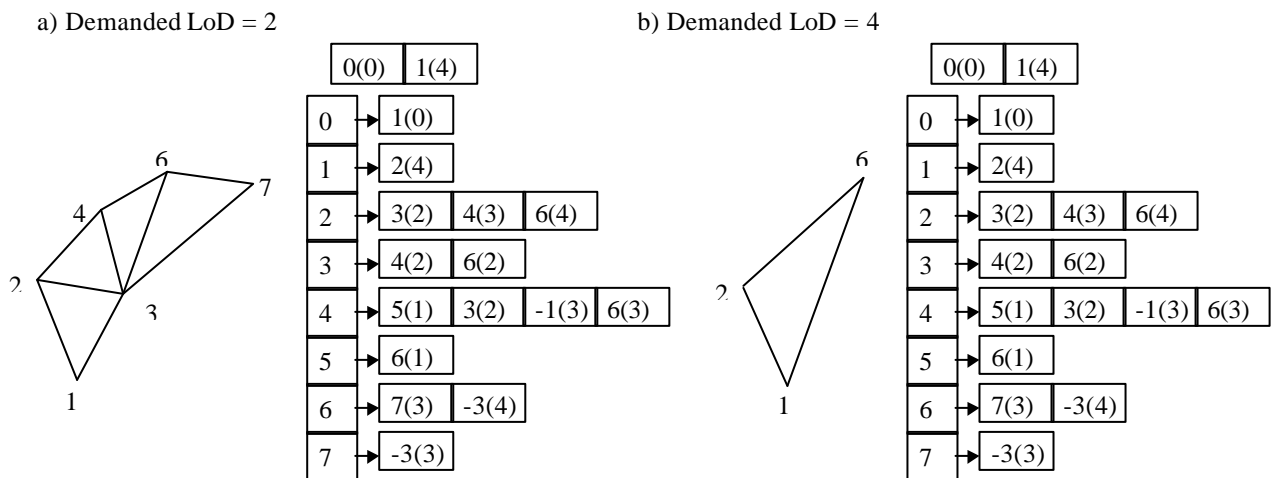 a) Demanded LoD = 2
0(0) 1(4)
0 1(0)
1 2(4)
2 3(2) 4(3) 6(4)
3 4(2) 6(2)
4 5(1) 3(2) -1(3) 6(3)
5 6(1)
6 7(3) -3(4)
7 -3(3)
6
7
4
2
3
1
b) Demanded LoD = 4
0(0) 1(4)
0 1(0)
1 2(4)
2 3(2) 4(3) 6(4)
3 4(2) 6(2)
4 5(1) 3(2) -1(3) 6(3)
5 6(1)
6 7(3) -3(4)
7 -3(3)
6
2
1